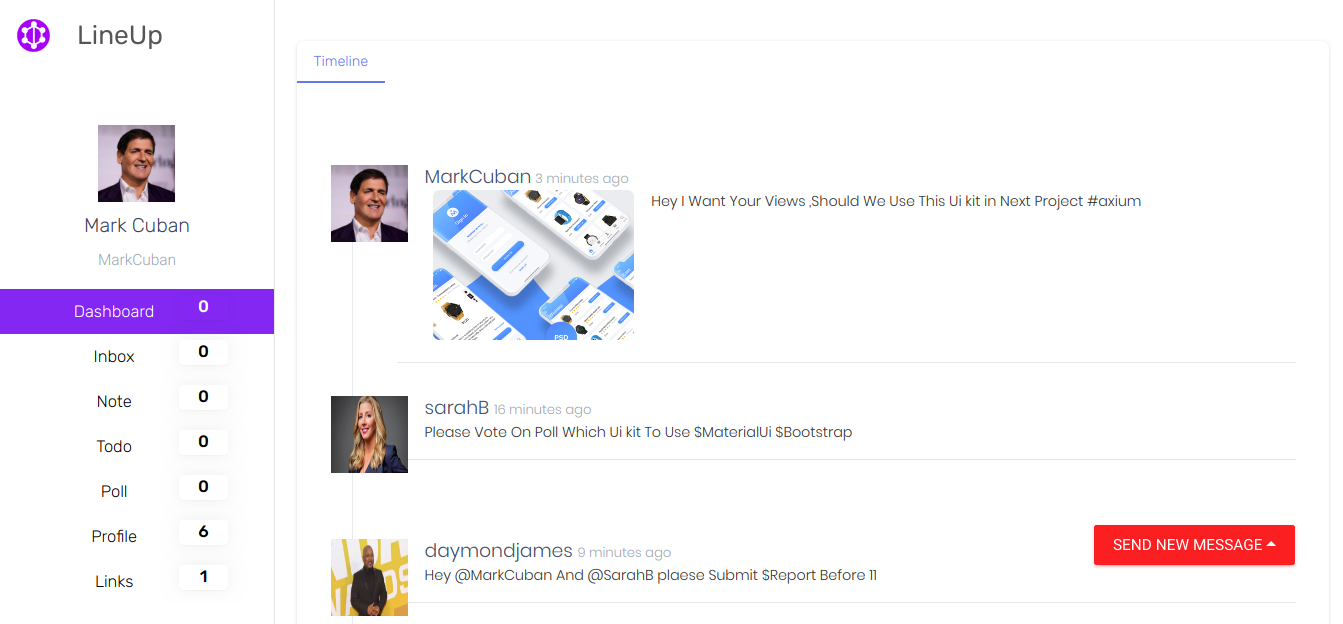 LineUp
Mark Cuban
MarkCuban
Dashboard 0
Inbox 0
Note 0
Todo 0
Poll 0
Profile 6
Links 1
Timeline
MarkCuban 3 minutes ago
Hey I Want Your Views ,Should We Use This Ui kit in Next Project #axium
Sign In
PSD
sarahB 16 minutes ago
Please Vote On Poll Which Ui kit To Use $MaterialUi $Bootstrap
daymondjames 9 minutes ago
Hey @MarkCuban And @SarahB plaese Submit $Report Before 11
SEND NEW MESSAGE